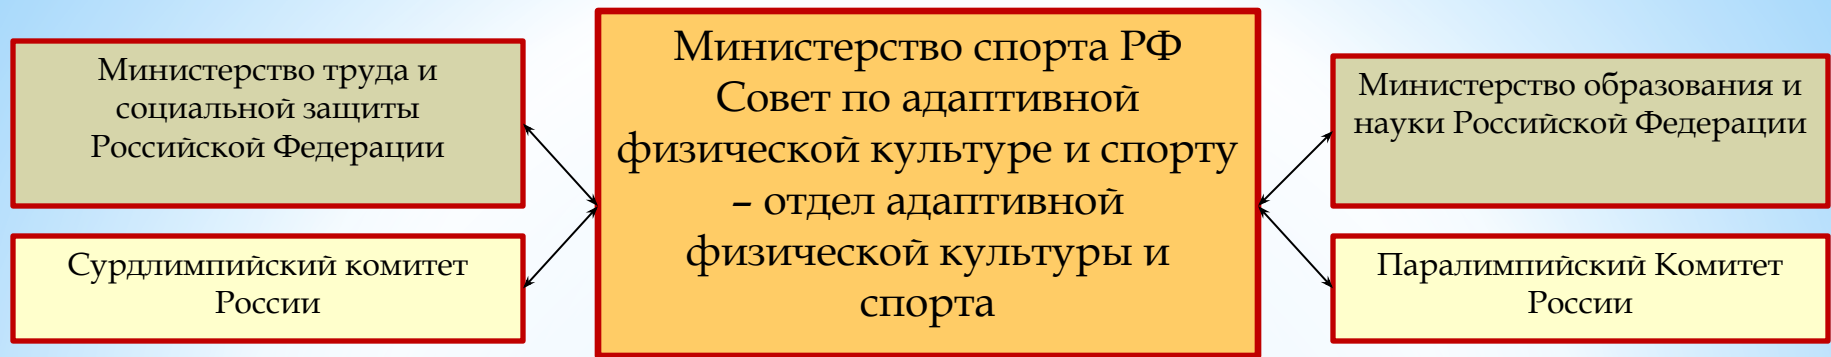 Министерство труда и
социальной защиты
Российской Федерации
Сурдлимпийский комитет
России
Министерство спорта РФ
Совет по адаптивной
физической культуре и спорту
– отдел адаптивной
физической культуры и
спорта
Министерство образования и
науки Российской Федерации
Паралимпийский Комитет
России